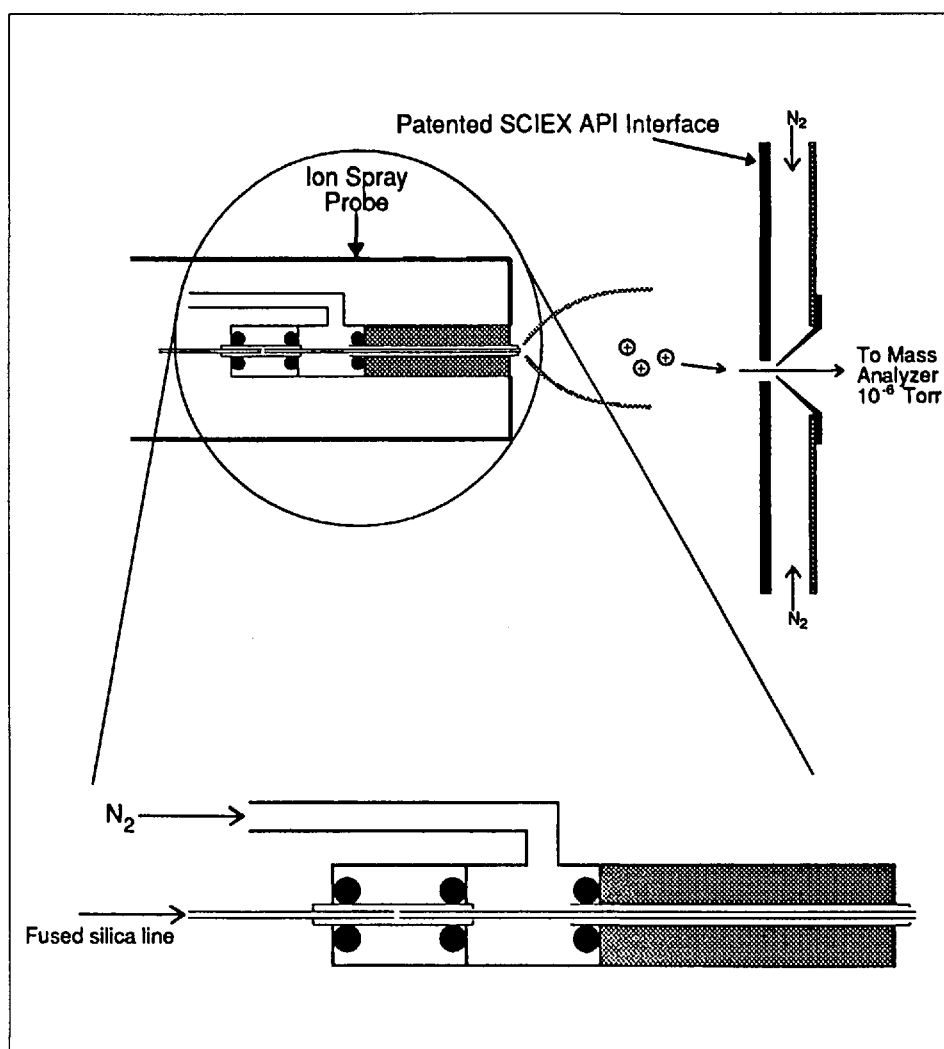 Patented SCIEX API Interface
N₂
Ion Spray
Probe
To Mass
Analyzer
10⁻⁶ Torr
N₂
N₂
Fused silica line